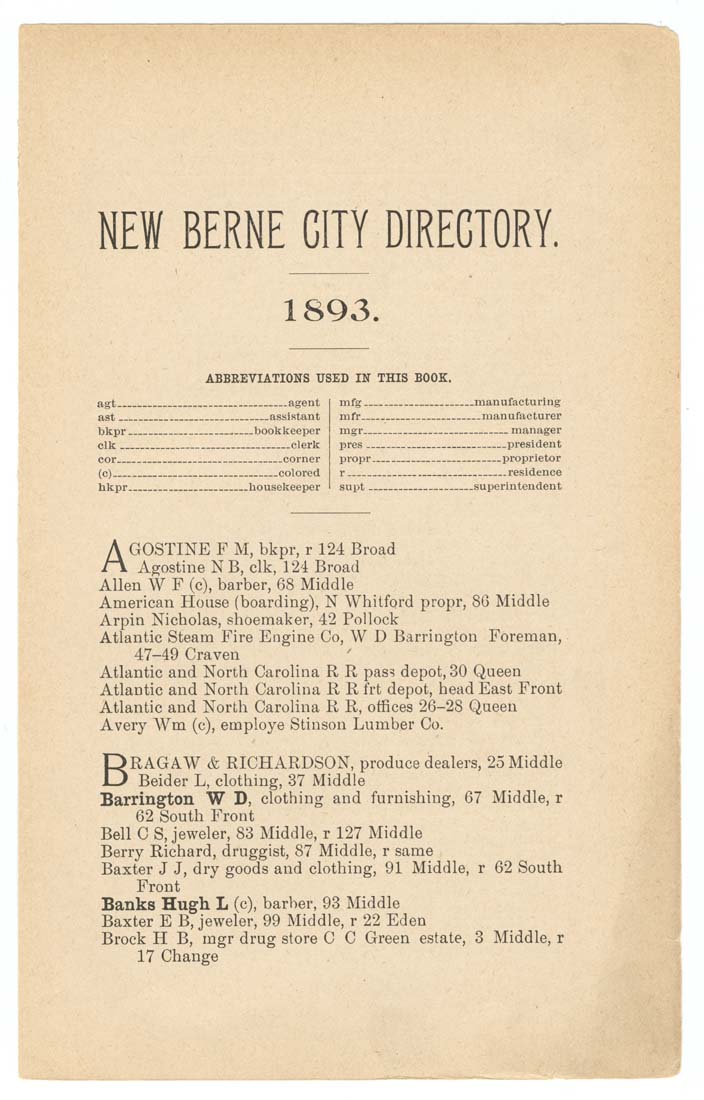 NEW BERNE CITY DIRECTORY.
1893.
ABBREVIATIONS USED IN THIS BOOK.
agt agent
ast assistant
bkpr bookkeeper
clk clerk
cor corner
(c) colored
hkpr housekeeper
mfg manufacturing
mfr manufacturer
mgr manager
pres president
propr proprietor
r residence
supt superintendent
AGOSTINE F M, bkpr, r 124 Broad
Agostine N B, clk, 124 Broad
Allen W F (c), barber, 68 Middle
American House (boarding), N Whitford propr, 86 Middle
Arpin Nicholas, shoemaker, 42 Pollock
Atlantic Steam Fire Engine Co, W D Barrington Foreman,
47–49 Craven
Atlantic and North Carolina R R pass depot, 30 Queen
Atlantic and North Carolina R R frt depot, head East Front
Atlantic and North Carolina R R, offices 26–28 Queen
Avery Wm (c), employe Stinson Lumber Co.
BRAGAW & RICHARDSON, produce dealers, 25 Middle
Beider L, clothing, 37 Middle
Barrington W D, clothing and furnishing, 67 Middle, r
62 South Front
Bell C S, jeweler, 83 Middle, r 127 Middle
Berry Richard, druggist, 87 Middle, r same
Baxter J J, dry goods and clothing, 91 Middle, r 62 South
Front
Banks Hugh L (c), barber, 93 Middle
Baxter E B, jeweler, 99 Middle, r 22 Eden
Brock H B, mgr drug store C C Green estate, 3 Middle, r
17 Change